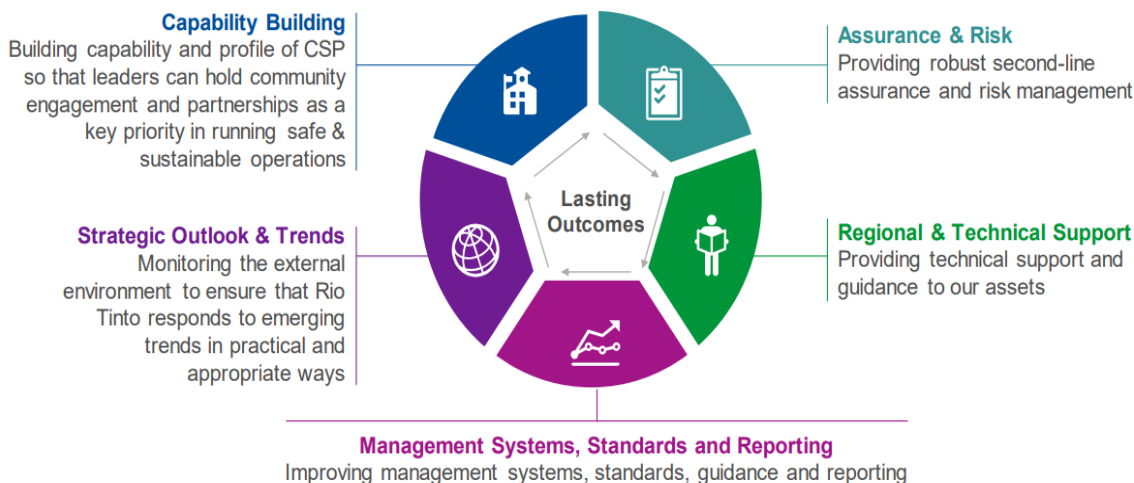 Capability Building
Building capability and profile of CSP
so that leaders can hold community
engagement and partnerships as a
key priority in running safe &
sustainable operations
Assurance & Risk
Providing robust second-line
assurance and risk management
Lasting
Outcomes
Strategic Outlook & Trends
Monitoring the external
environment to ensure that Rio
Tinto responds to emerging
trends in practical and
appropriate ways
Regional & Technical Support
Providing technical support and
guidance to our assets
Management Systems, Standards and Reporting
Improving management systems, standards, guidance and reporting